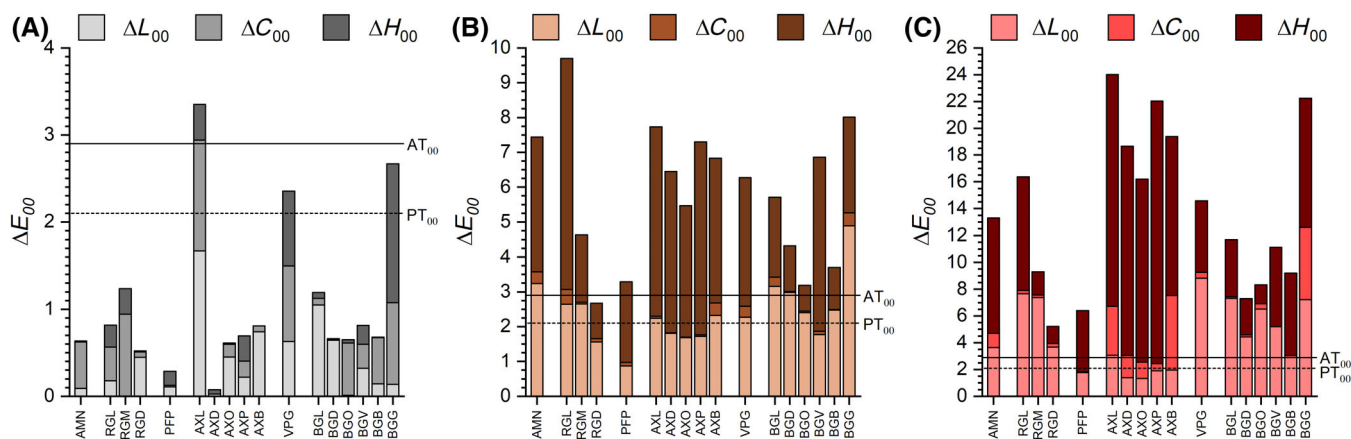 (A) ΔL00 ΔC00 ΔH00
ΔE00
4
3
2
1
0
AT00
PT00
AMN RGL RGM RGD PFP AXL AXD AXO AXP AXB VPG BGL BGD BGO BGV BGB BGG
(B) ΔL00 ΔC00 ΔH00
ΔE00
10
9
8
7
6
5
4
3
2
1
0
AT00
PT00
AMN RGL RGM RGD PFP AXL AXD AXO AXP AXB VPG BGL BGD BGO BGV BGB BGG
(C) ΔL00 ΔC00 ΔH00
ΔE00
26
24
22
20
18
16
14
12
10
8
6
4
2
0
AT00
PT00
AMN RGL RGM RGD PFP AXL AXD AXO AXP AXB VPG BGL BGD BGO BGV BGB BGG